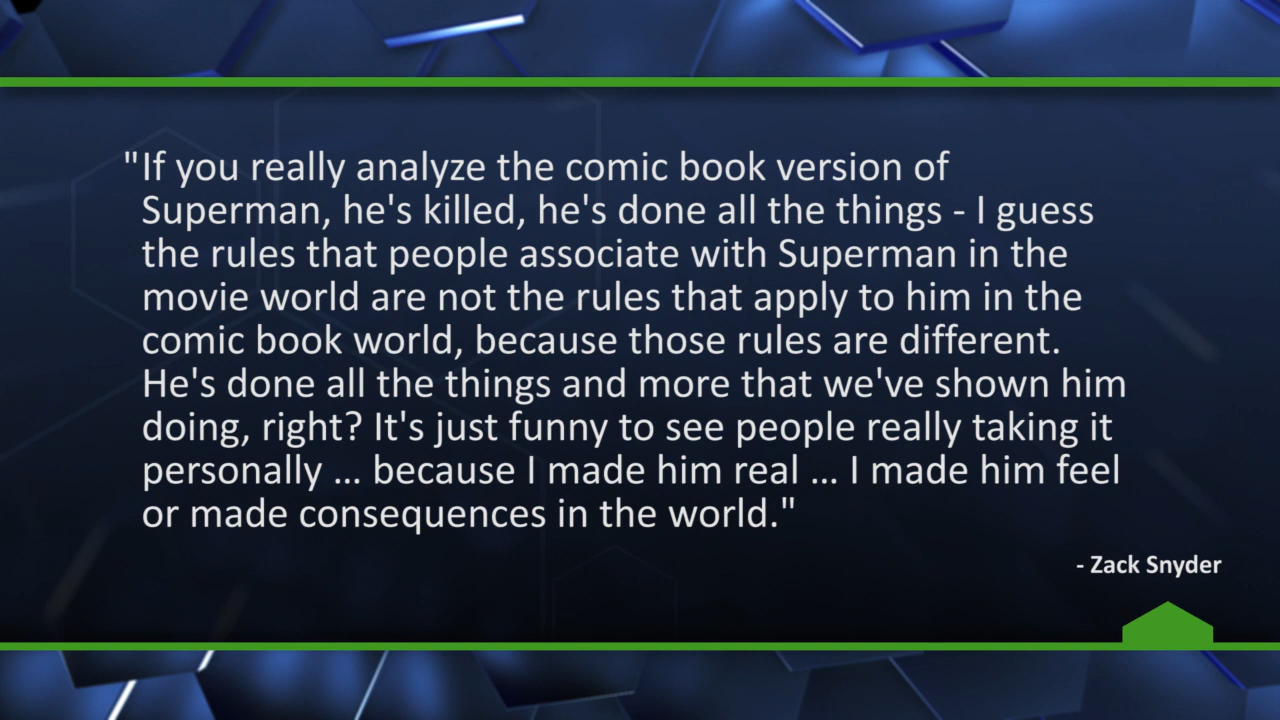 "If you really analyze the comic book version of
Superman, he's killed, he's done all the things - I guess
the rules that people associate with Superman in the
movie world are not the rules that apply to him in the
comic book world, because those rules are different.
He's done all the things and more that we've shown him
doing, right? It's just funny to see people really taking it
personally ... because I made him real ... I made him feel
or made consequences in the world."
- Zack Snyder